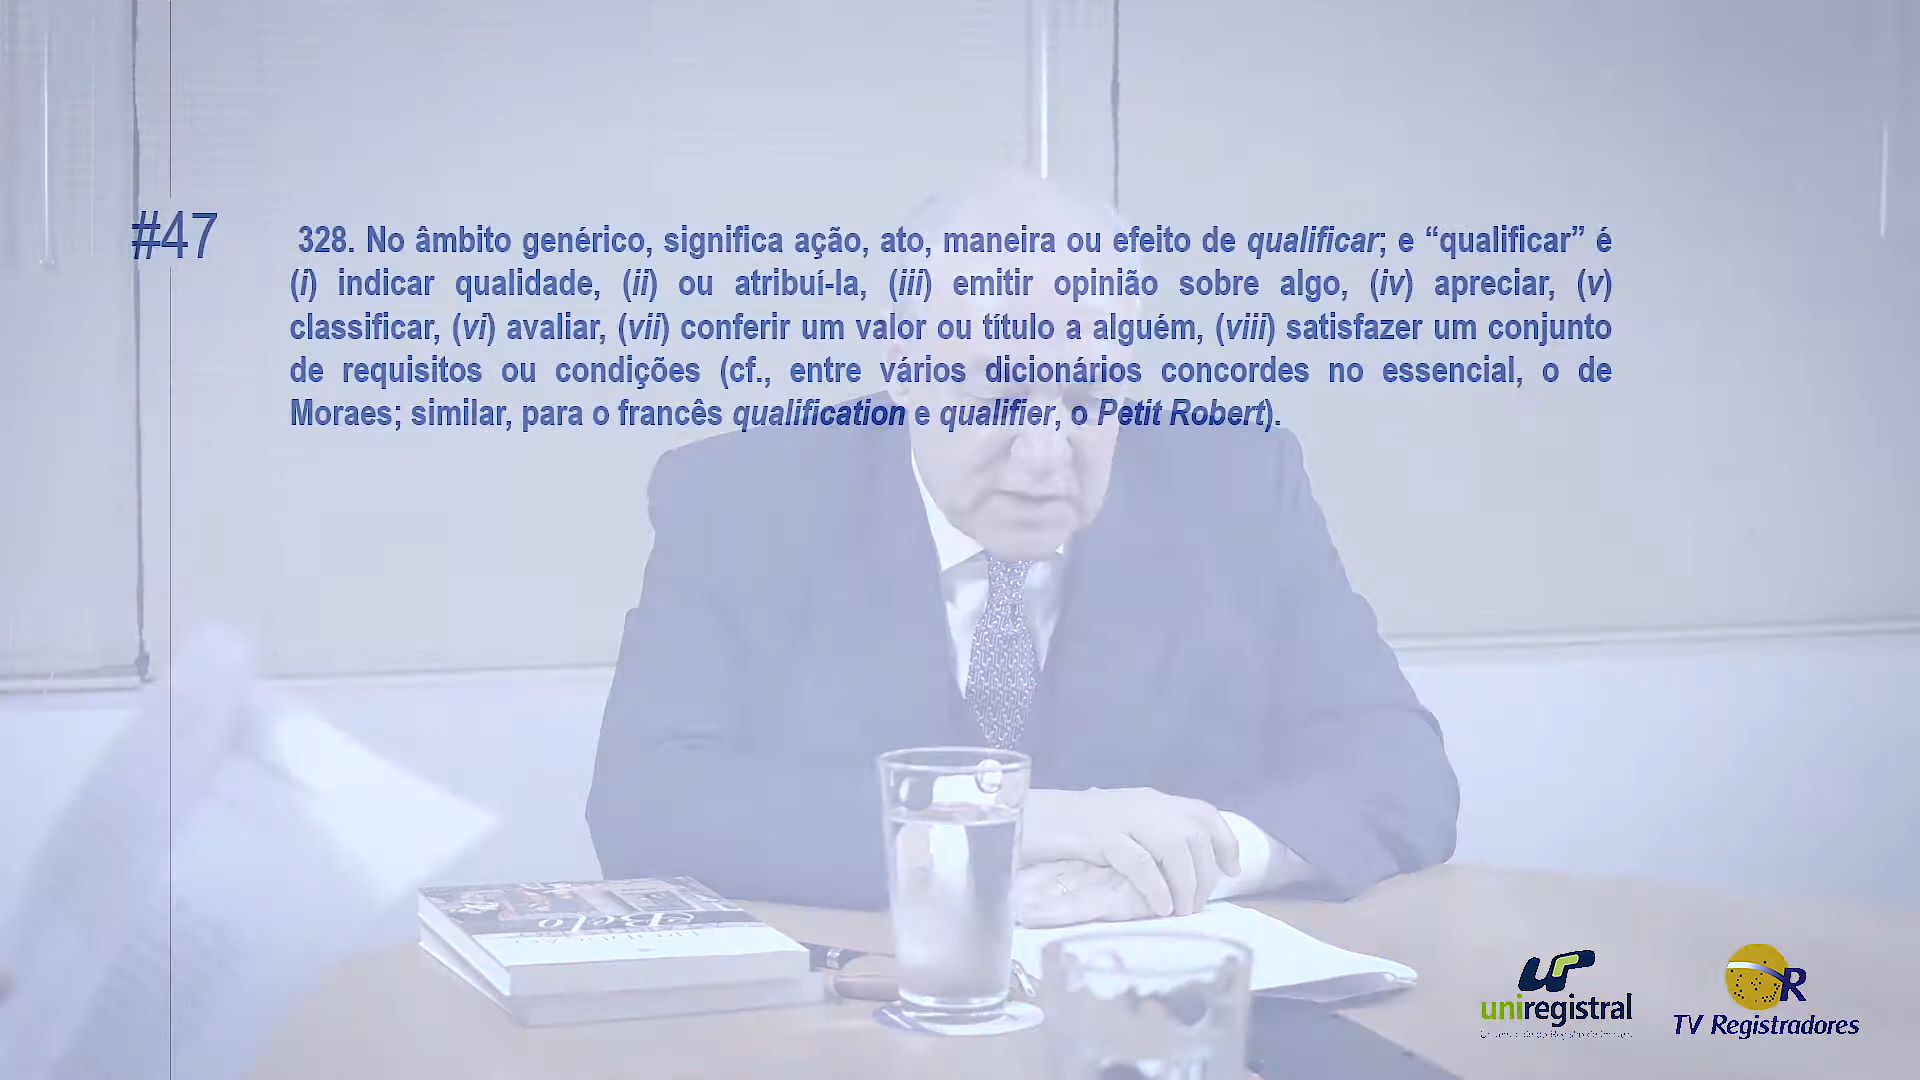 #47
328. No âmbito genérico, significa ação, ato, maneira ou efeito de qualificar; e “qualificar” é
(i) indicar qualidade, (ii) ou atribuí-la, (iii) emitir opinião sobre algo, (iv) apreciar, (v)
classificar, (vi) avaliar, (vii) conferir um valor ou título a alguém, (viii) satisfazer um conjunto
de requisitos ou condições (cf., entre vários dicionários concordes no essencial, o de
Moraes; similar, para o francês qualification e qualifier, o Petit Robert).
Belo
uniregistral
R
TV Registradores